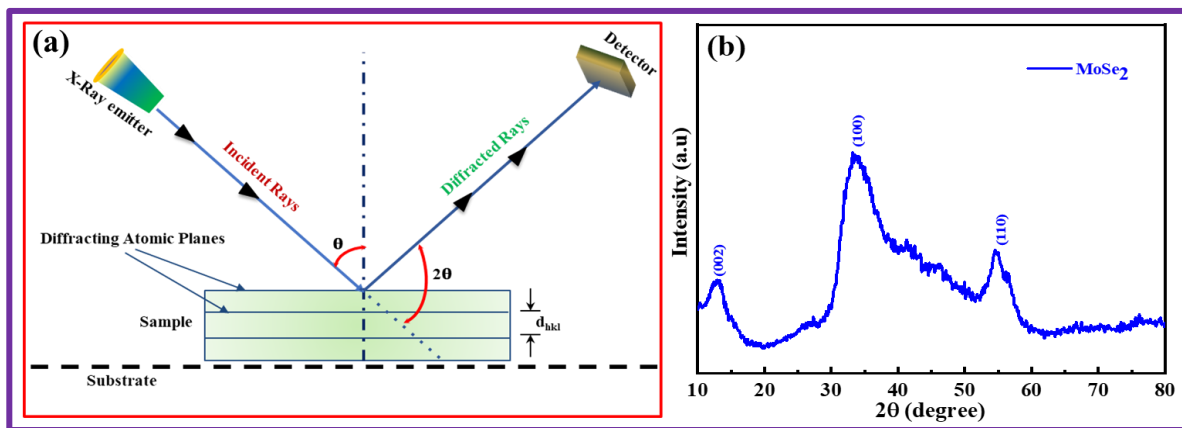 (a)
X-Ray emitter
Detector
Incident Rays
Diffracted Rays
Diffracting Atomic Planes
θ
2θ
Sample
d_hkl
Substrate
(b)
MoSe₂
(100)
(110)
(002)
Intensity (a.u)
10 20 30 40 50 60 70 80
2θ (degree)